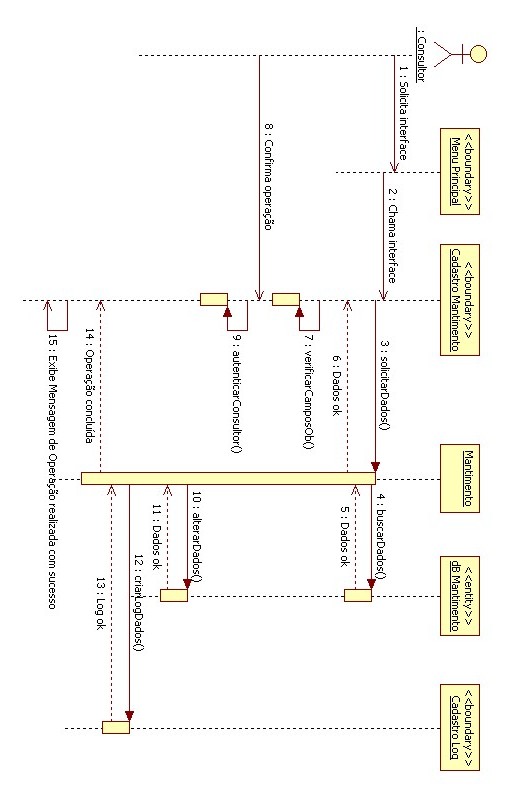 : Consultor
<<boundary>>
Menu Principal
<<boundary>>
Cadastro Mantimento
Mantimento
<<entity>>
dB Mantimento
<<boundary>>
Cadastro Log
1 : Solicita interface
2 : Chama interface
3 : solicitarDados()
4 : buscarDados()
5 : Dados ok
6 : Dados ok
7 : verificarCamposOb()
8 : Confirma operação
9 : autenticarConsultor()
10 : alterarDados()
11 : Dados ok
12 : criarLogDados()
13 : Log ok
14 : Operação concluída
15 : Exibe Mensagem de Operação realizada com sucesso